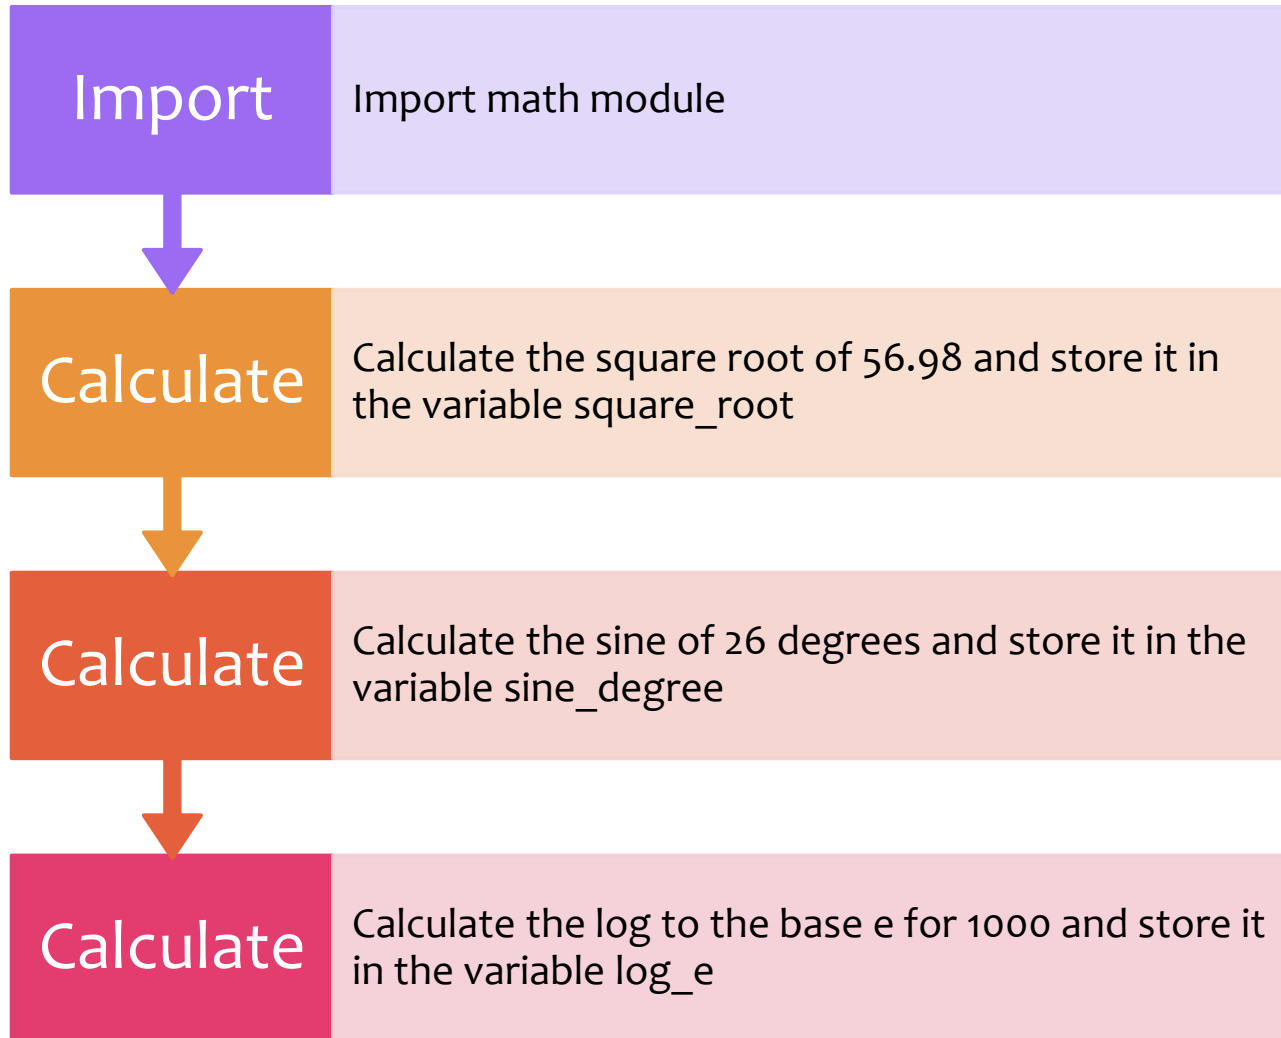 Import
Import math module
Calculate
Calculate the square root of 56.98 and store it in
the variable square_root
Calculate
Calculate the sine of 26 degrees and store it in the
variable sine_degree
Calculate
Calculate the log to the base e for 1000 and store it
in the variable log_e